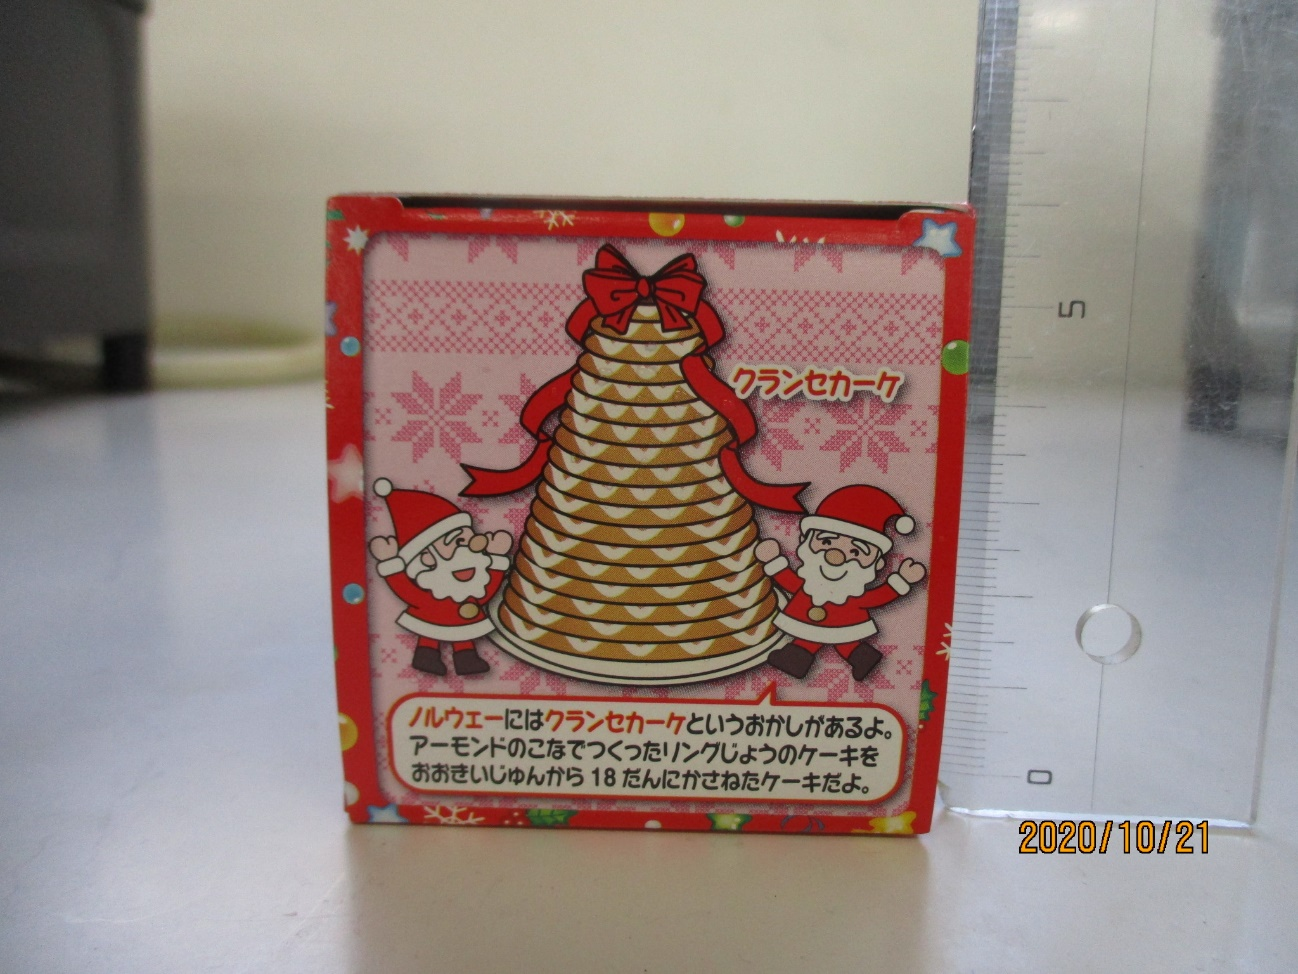 クランセカーケ
ノルウェーにはクランセカーケというおかしがあるよ。
アーモンドのこなでつくったリングじょうのケーキを
おおきいじゅんから18だんにかさねたケーキだよ。
5
0
2020/10/21